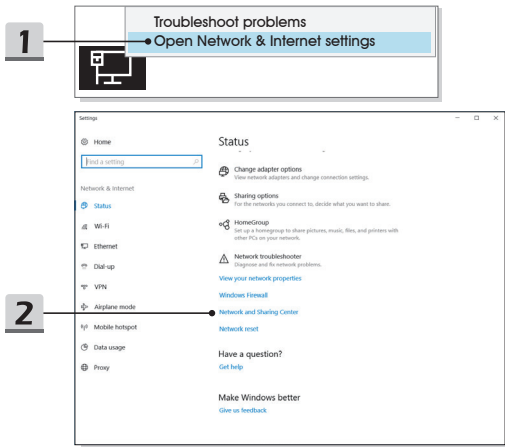 Troubleshoot problems
1
Open Network & Internet settings
Settings
Home
Find a setting
Network & Internet
Status
Wi-Fi
Ethernet
Dial-up
VPN
Airplane mode
Mobile hotspot
Data usage
Proxy
Status
Change adapter options
View network adapters and change connection settings.
Sharing options
For the networks you connect to, decide what you want to share.
HomeGroup
Set up a homegroup to share pictures, music, files, and printers with
other PCs on your network.
Network troubleshooter
Diagnose and fix network problems.
View your network properties
Windows Firewall
2
Network and Sharing Center
Network reset
Have a question?
Get help
Make Windows better
Give us feedback